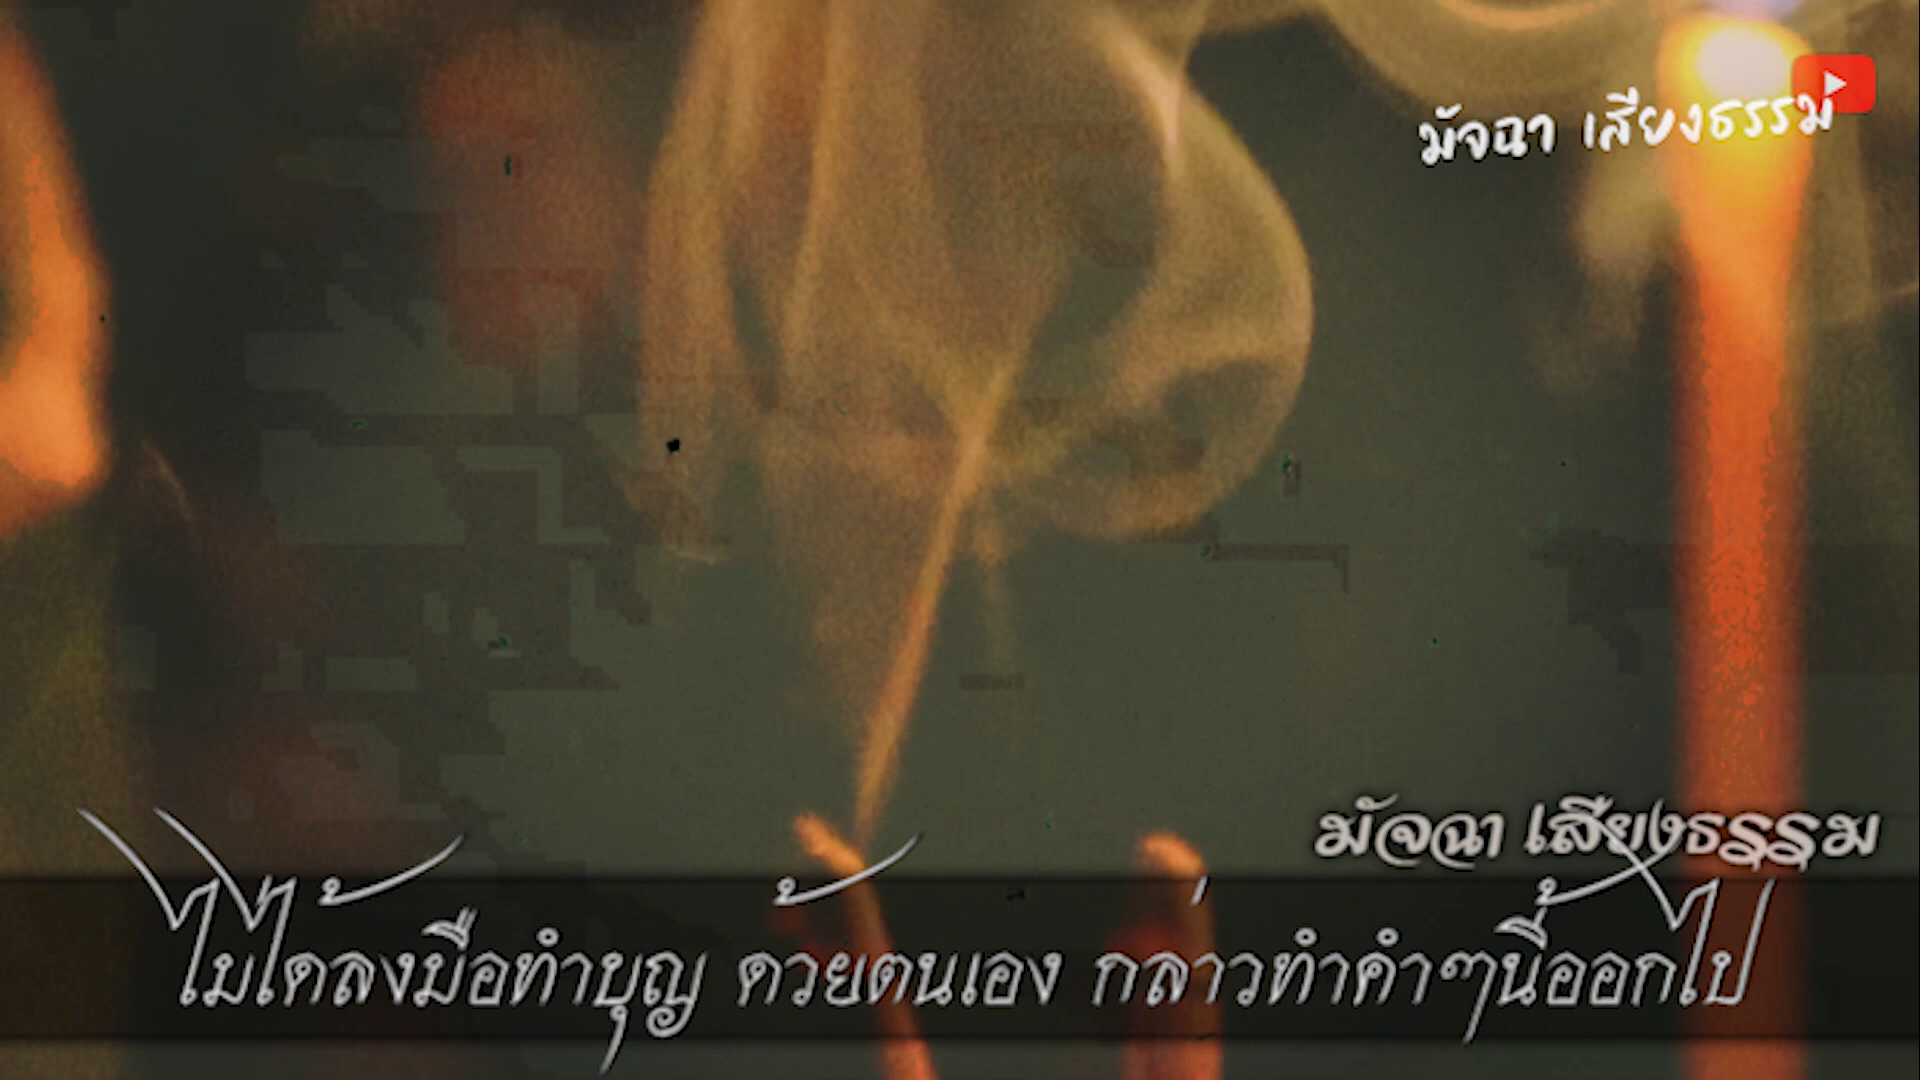 มัจฉา เสียงธรรม
มัจฉา เสียงธรรม
ไม่ได้ลงมือทำบุญ ด้วยตนเอง กล่าวทำคำๆนี้ออกไป